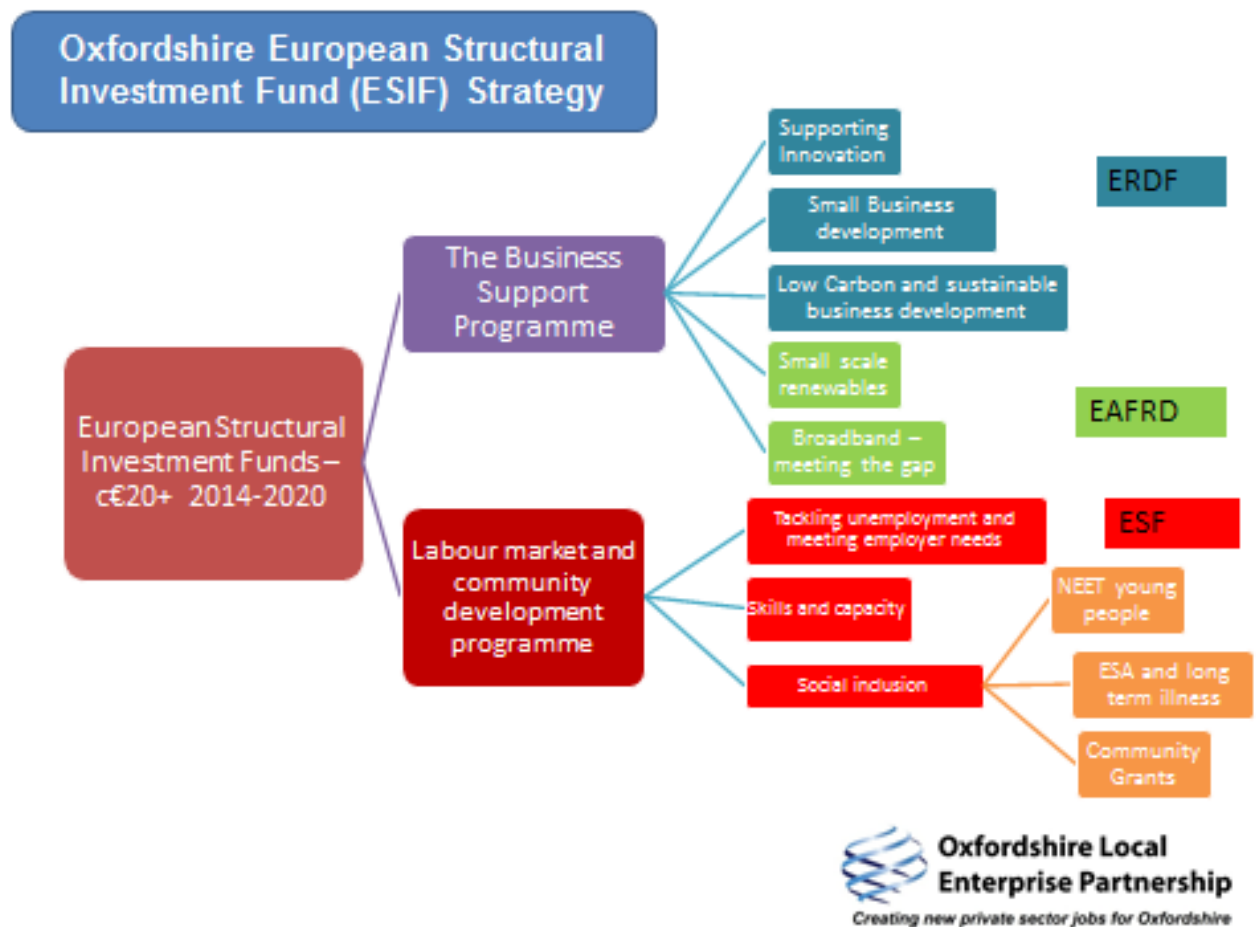 Oxfordshire European Structural
Investment Fund (ESIF) Strategy
Supporting
Innovation
ERDF
Small Business
development
The Business
Support
Programme
Low Carbon and sustainable
business development
Small scale
renewables
European Structural
Investment Funds –
c€20+ 2014-2020
EAFRD
Broadband –
meeting the gap
Labour market and
community
development
programme
Tackling unemployment and
meeting employer needs
ESF
NEET young
people
Skills and capacity
Social inclusion
ESA and long
term illness
Community
Grants
Oxfordshire Local
Enterprise Partnership
Creating new private sector jobs for Oxfordshire